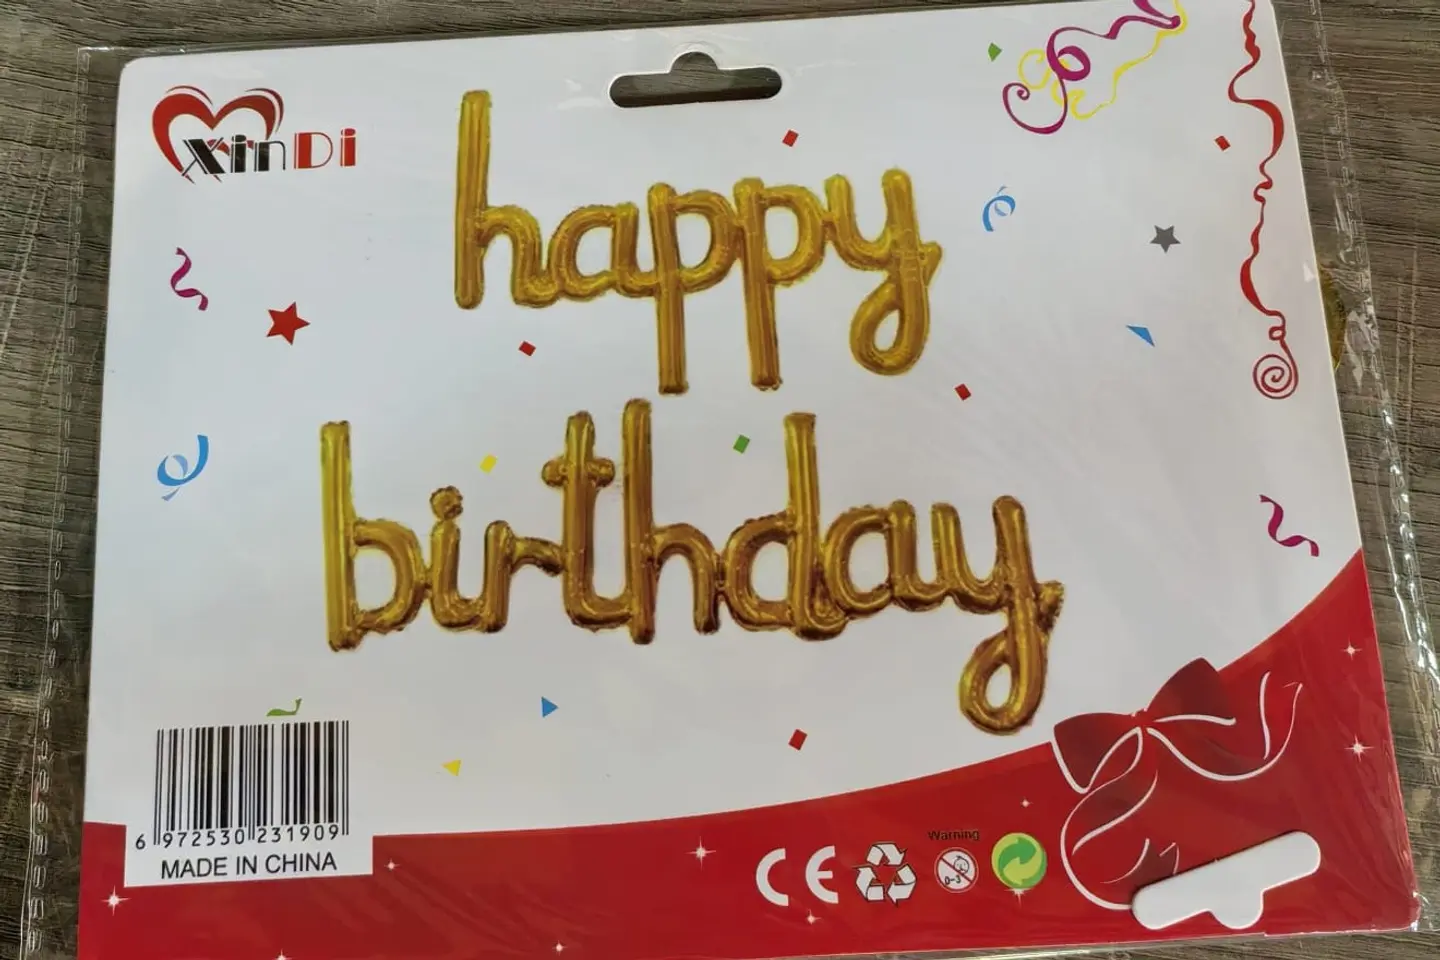 XinDi
happy
birthday
6 972530 231909
MADE IN CHINA
CE
Warning
0-3